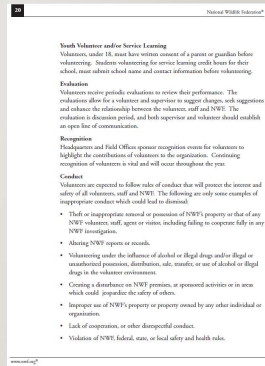 20
National Wildlife Federation®
Youth Volunteer and/or Service Learning
Volunteers, under 18, must have written consent of a parent or guardian before
volunteering. Students volunteering for service learning credit hours for their
school, must submit school name and contact information before volunteering.
Evaluation
Volunteers receive periodic evaluations to review their performance. The
evaluations allow for a volunteer and supervisor to suggest changes, seek suggestions
and enhance the relationship between the volunteer, staff and NWF. The
evaluation is discussion period, and both supervisor and volunteer should establish
an open line of communication.
Recognition
Headquarters and Field Offices sponsor recognition events for volunteers to
highlight the contributions of volunteers to the organization. Continuing
recognition of volunteers is vital and will occur throughout the year.
Conduct
Volunteers are expected to follow rules of conduct that will protect the interest and
safety of all volunteers, staff and NWF. The following are only some examples of
inappropriate conduct which could lead to dismissal:
• Theft or inappropriate removal or possession of NWF's property or that of any
NWF volunteer, staff, agent or visitor, including failing to cooperate fully in any
NWF investigation.
• Altering NWF reports or records.
• Volunteering under the influence of alcohol or illegal drugs and/or illegal or
unauthorized possession, distribution, sale, transfer, or use of alcohol or illegal
drugs in the volunteer environment.
• Creating a disturbance on NWF premises, at sponsored activities or in areas
which could jeopardize the safety of others.
• Improper use of NWF's property or property owned by any other individual or
organization.
• Lack of cooperation, or other disrespectful conduct.
• Violation of NWF, federal, state, or local safety and health rules.
www.nwf.org®